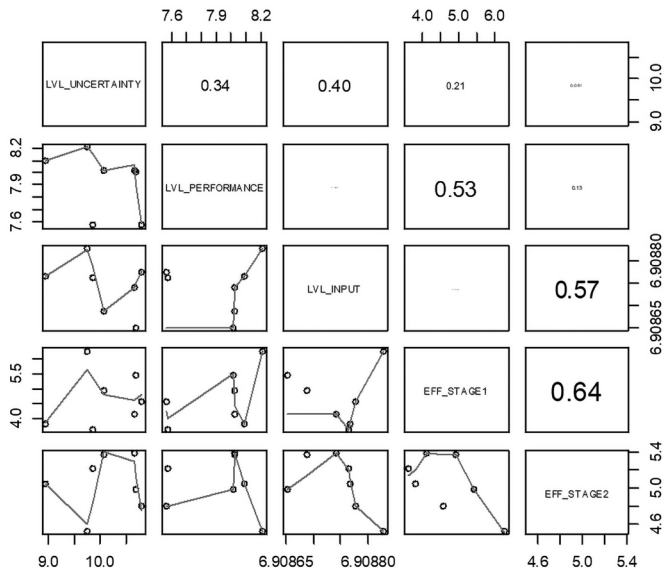 7.6 7.9 8.2 4.0 5.0 6.0
LVL_UNCERTAINTY 0.34 0.40 0.21 9.0 10.0
7.6 7.9 8.2 LVL_PERFORMANCE 0.53 0.13
LVL_INPUT 0.57 6.90865 6.90880
4.0 5.5 EFF_STAGE1 0.64
EFF_STAGE2 4.6 5.0 5.4
9.0 10.0 6.90865 6.90880 4.6 5.0 5.4